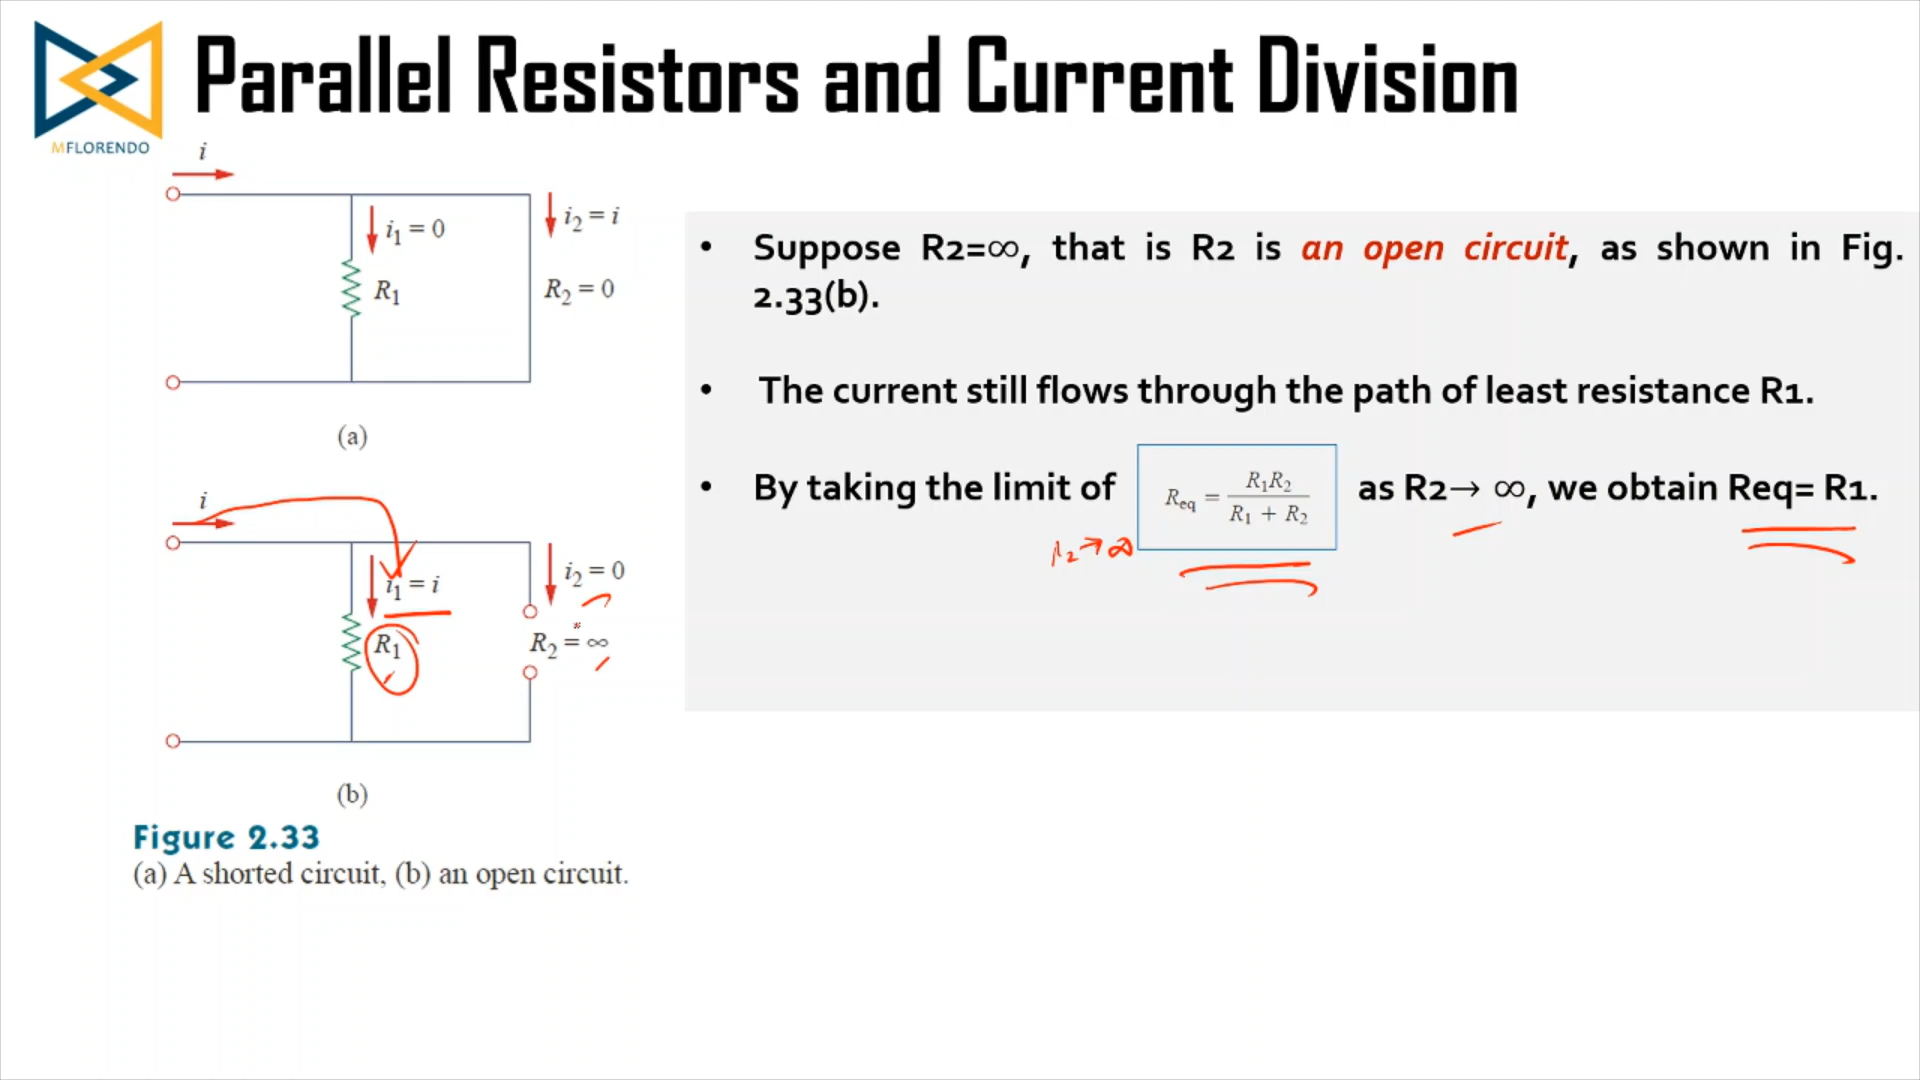 Parallel Resistors and Current Division
MFLORENDO
i
i₁ = 0
i₂ = i
R₁
R₂ = 0
(a)
i
i₁ = i
i₂ = 0
R₁
R₂ = ∞
(b)
Figure 2.33
(a) A shorted circuit, (b) an open circuit.
• Suppose R2=∞, that is R2 is an open circuit, as shown in Fig.
2.33(b).
• The current still flows through the path of least resistance R1.
• By taking the limit of Req = R₁R₂ / R₁ + R₂ as R2→ ∞, we obtain Req= R1.
R₂→∞